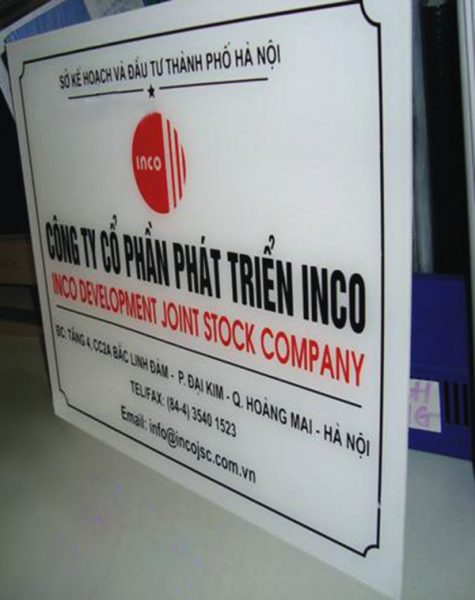 SỞ KẾ HOẠCH VÀ ĐẦU TƯ THÀNH PHỐ HÀ NỘI
INCO
CÔNG TY CỔ PHẦN PHÁT TRIỂN INCO
INCO DEVELOPMENT JOINT STOCK COMPANY
ĐC: TẦNG 4, CC2A BẮC LINH ĐÀM - P. ĐẠI KIM - Q. HOÀNG MAI - HÀ NỘI
TEL/FAX: (84-4) 3540 1523
Email: info@incojsc.com.vn